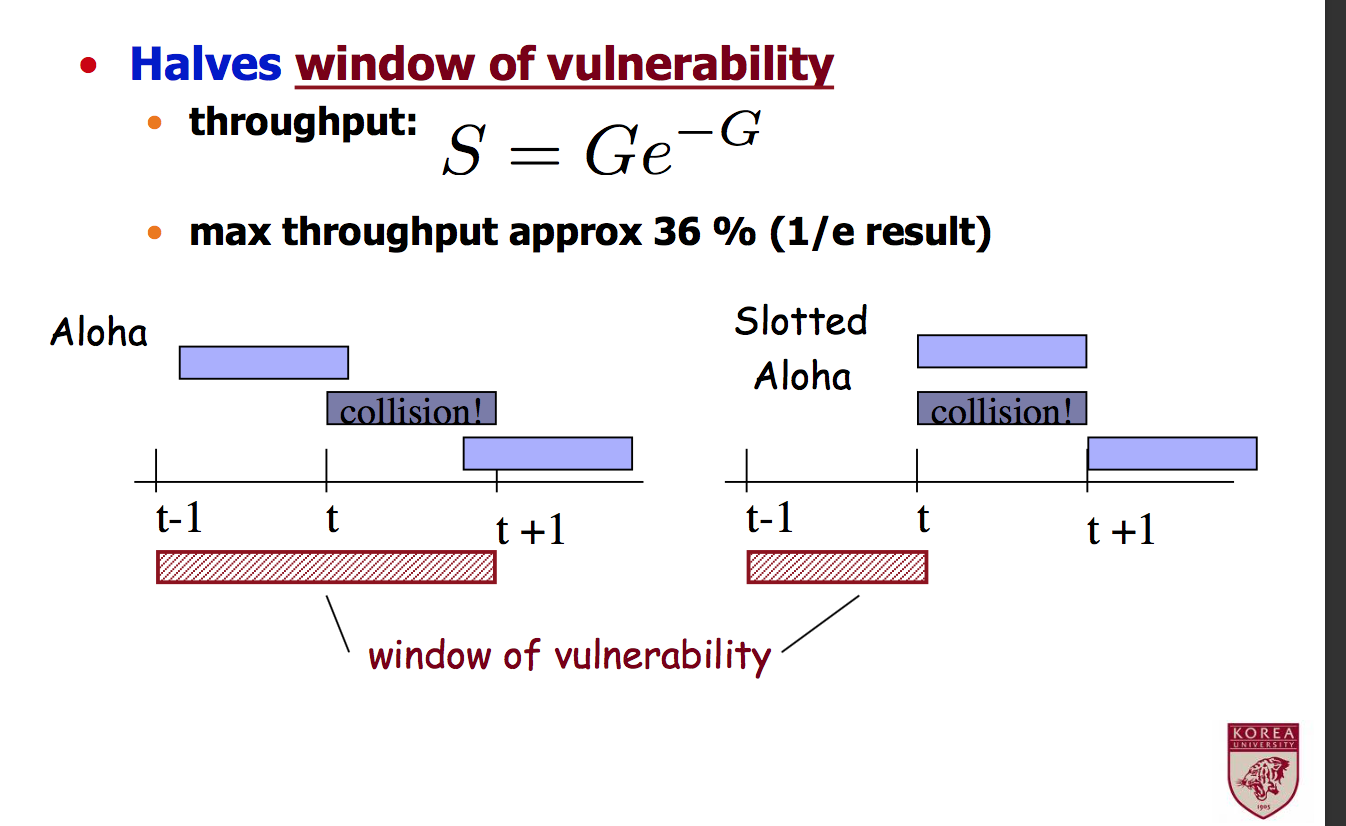 • Halves window of vulnerability
• throughput: S = Ge^{-G}
• max throughput approx 36 % (1/e result)
Aloha
collision!
t-1 t t +1
Slotted
Aloha
collision!
t-1 t t +1
window of vulnerability
KOREA
UNIVERSITY
1905